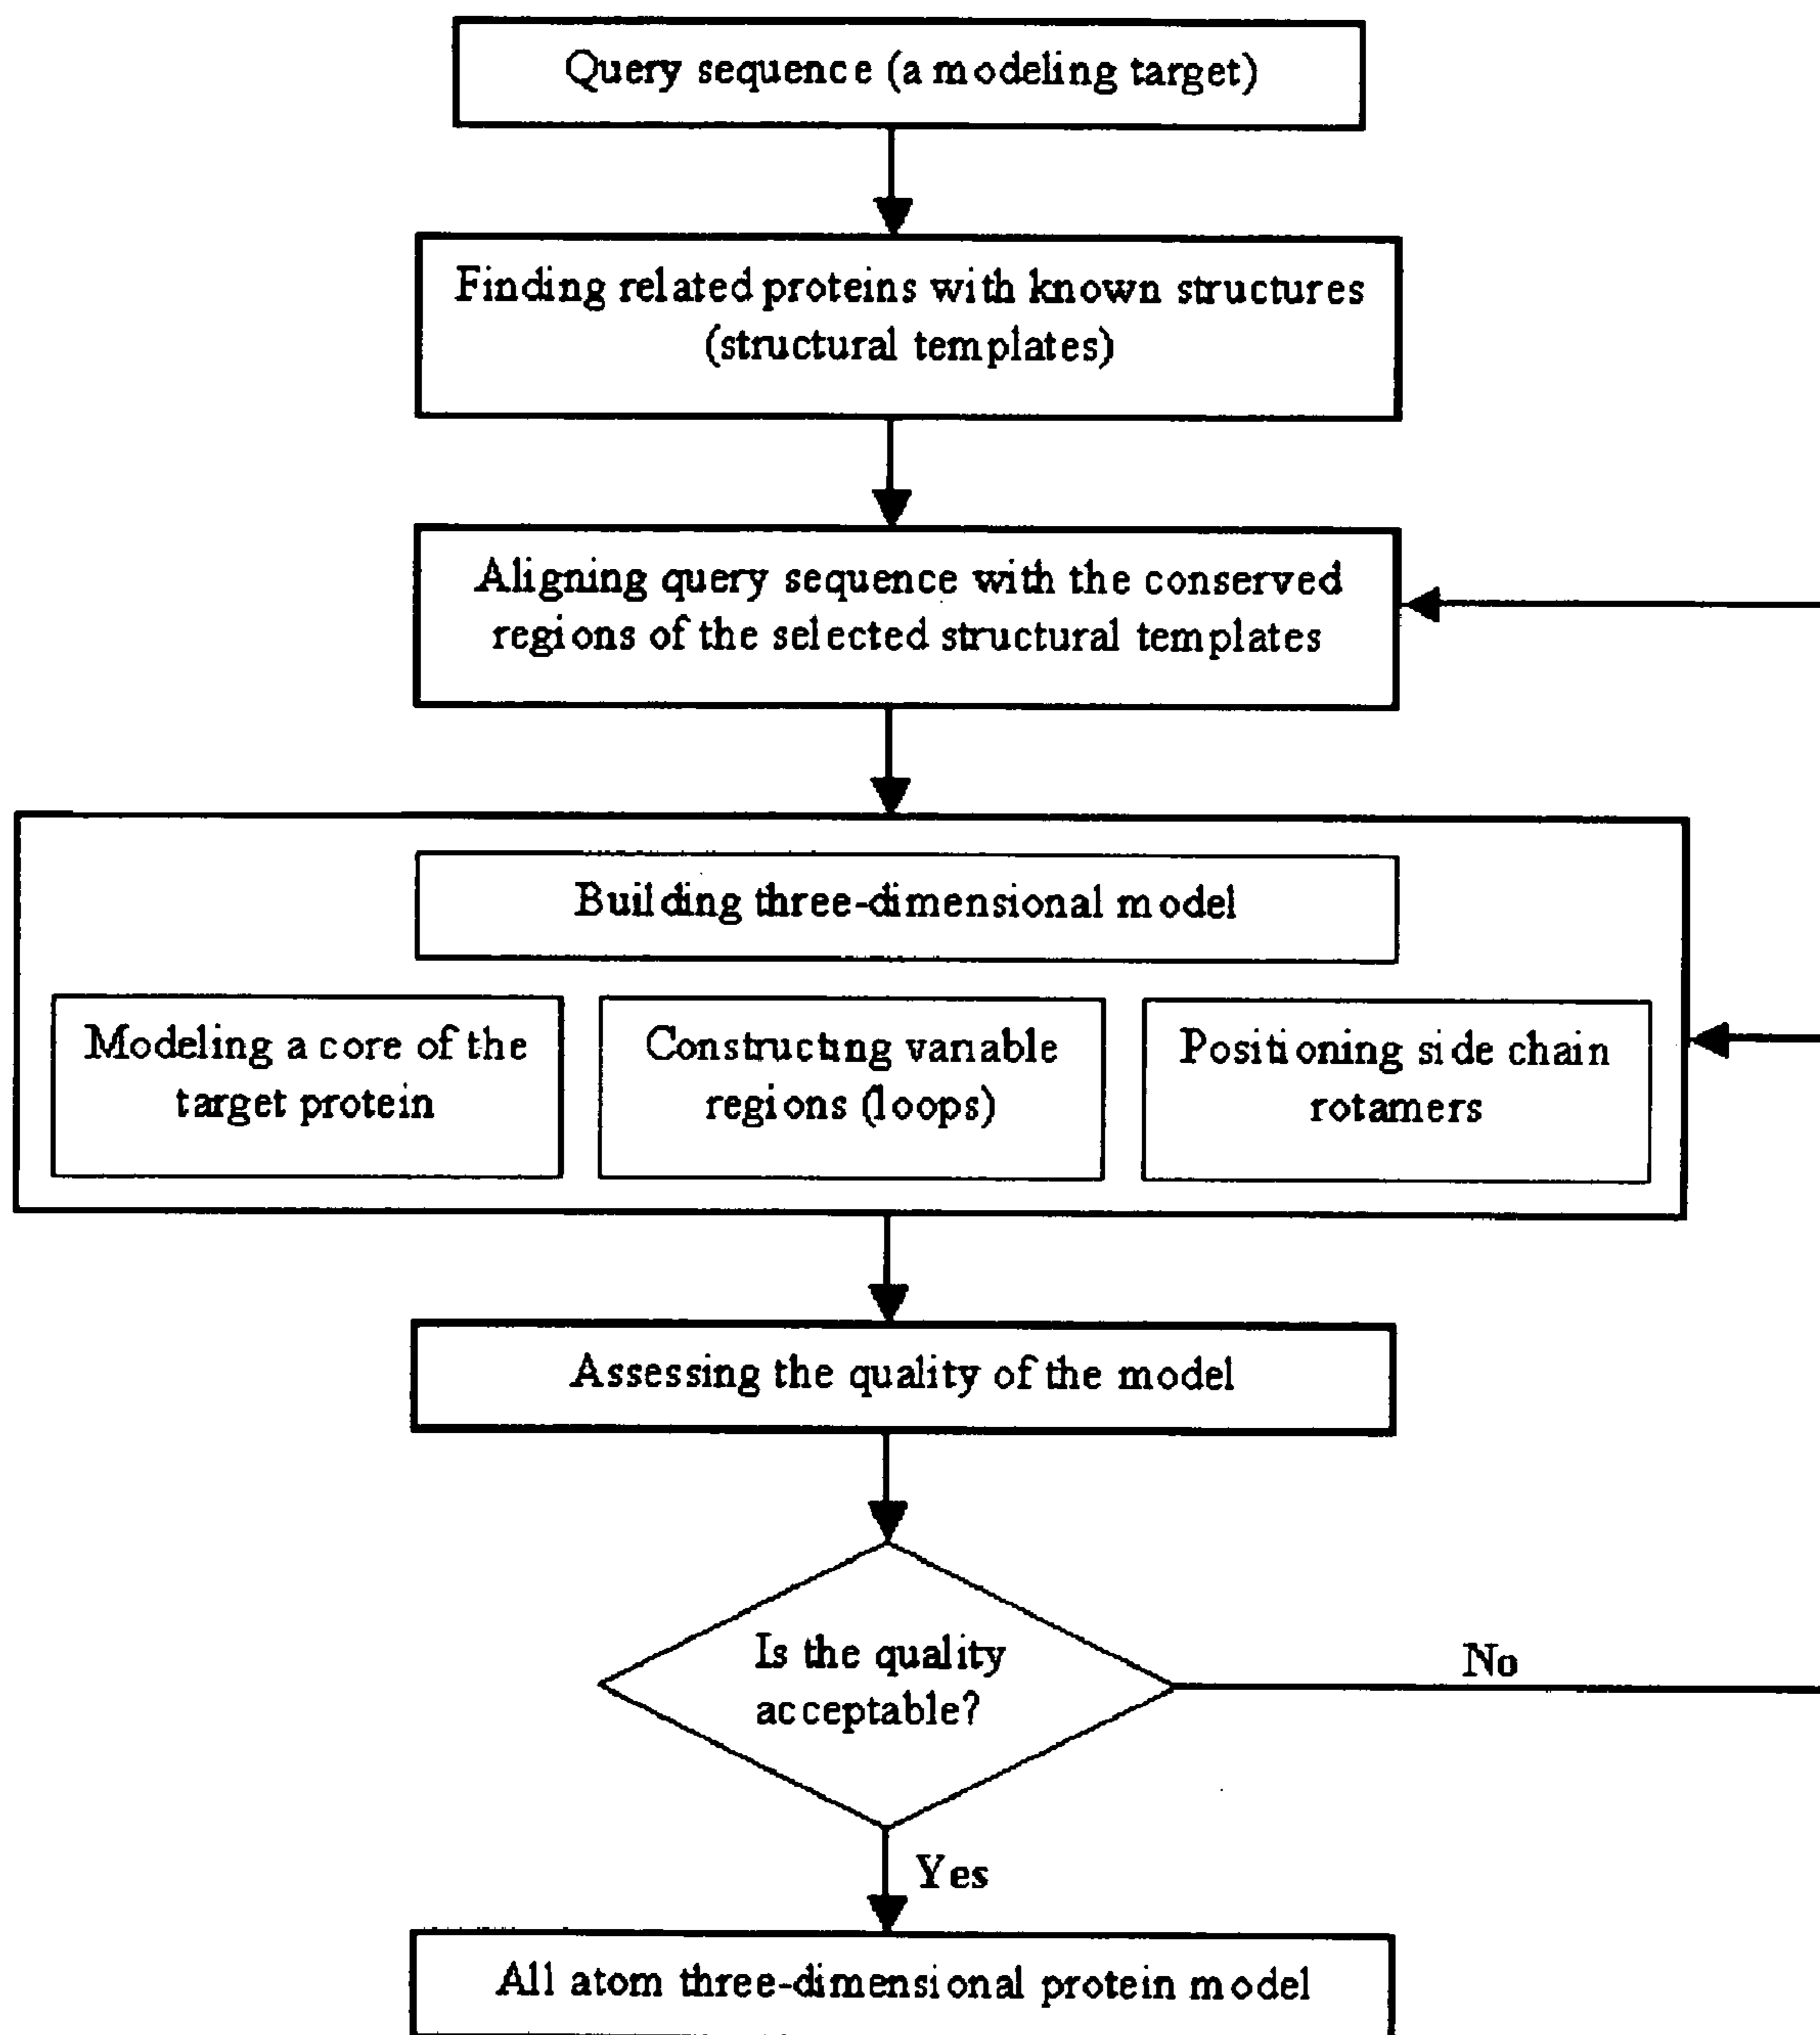 Query sequence (a modeling target)
Finding related proteins with known structures
(structural templates)
Aligning query sequence with the conserved
regions of the selected structural templates
Building three-dimensional model
Modeling a core of the
target protein
Constructing variable
regions (loops)
Positioning side chain
rotamers
Assessing the quality of the model
Is the quality
acceptable?
No
Yes
All atom three-dimensional protein model